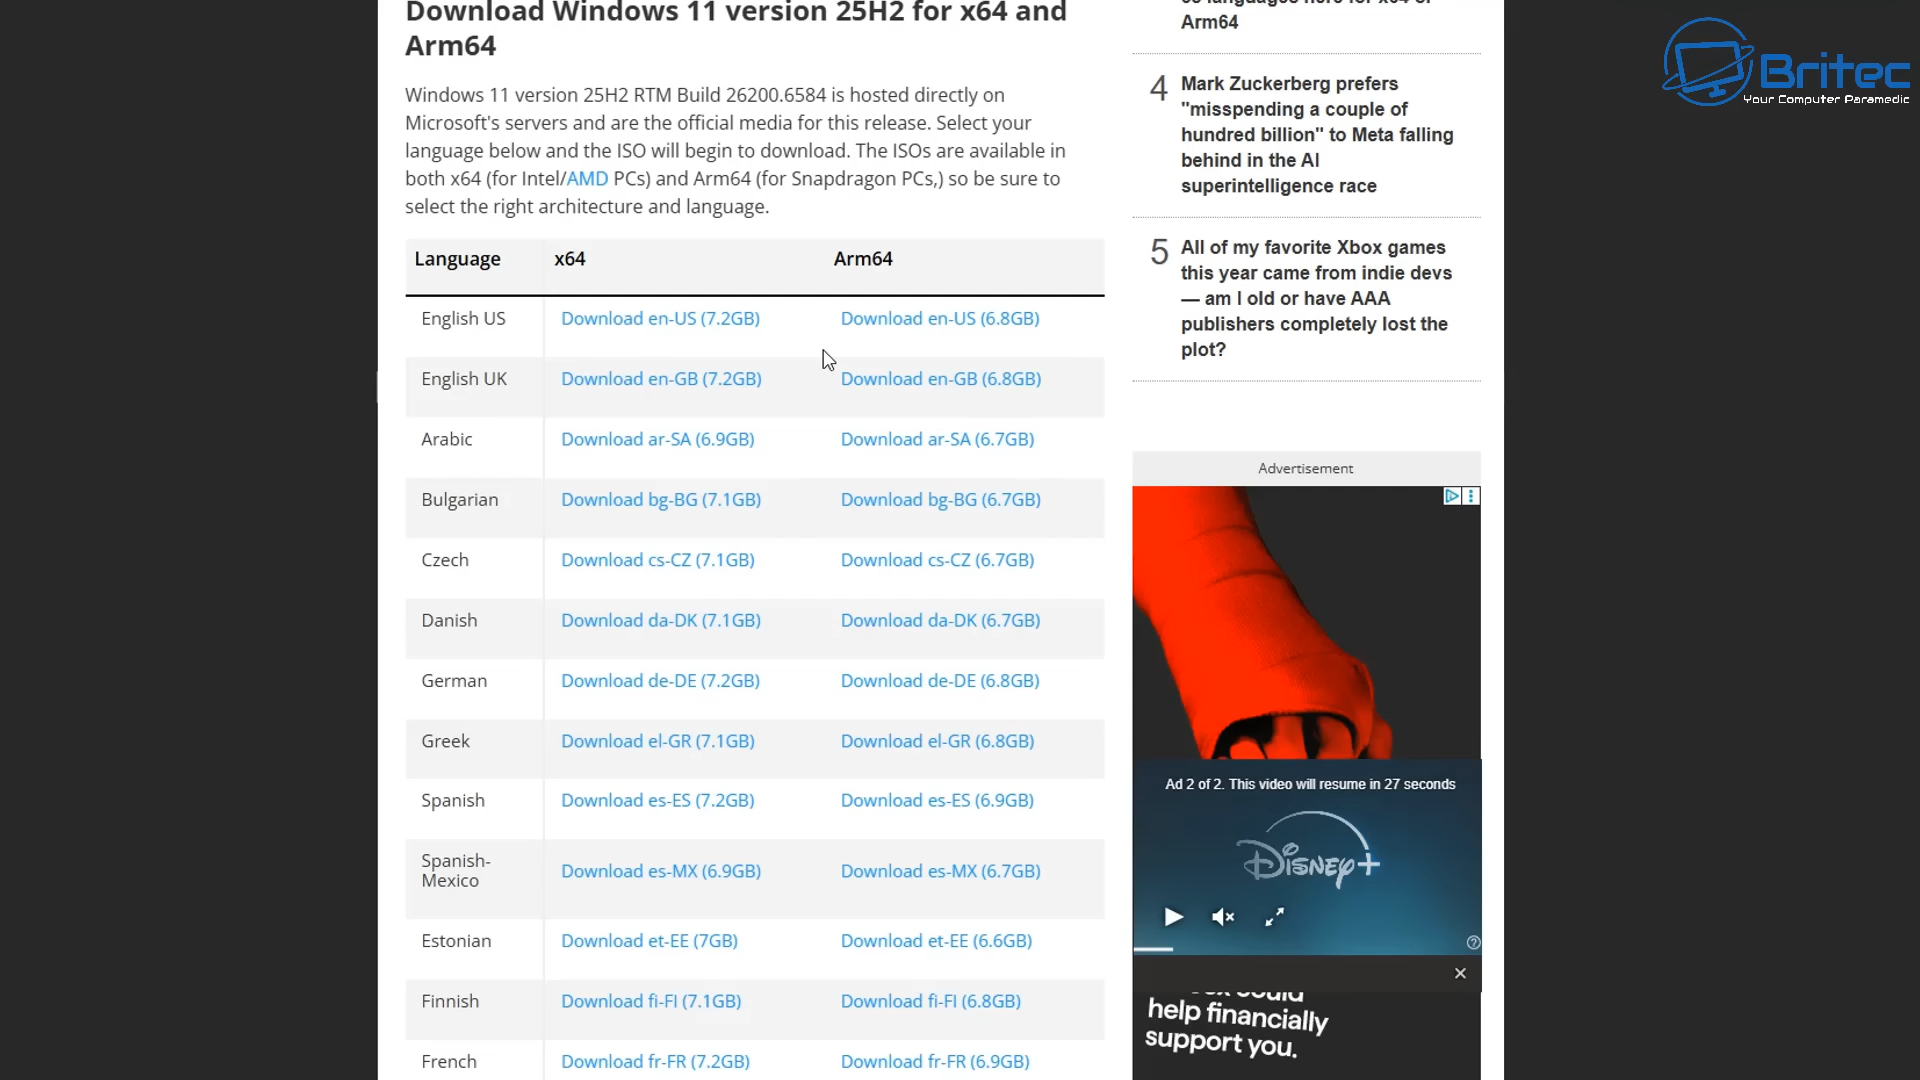 Download Windows 11 version 25H2 for x64 and
Arm64
Windows 11 version 25H2 RTM Build 26200.6584 is hosted directly on
Microsoft's servers and are the official media for this release. Select your
language below and the ISO will begin to download. The ISOs are available in
both x64 (for Intel/AMD PCs) and Arm64 (for Snapdragon PCs,) so be sure to
select the right architecture and language.
Language x64 Arm64
English US Download en-US (7.2GB) Download en-US (6.8GB)
English UK Download en-GB (7.2GB) Download en-GB (6.8GB)
Arabic Download ar-SA (6.9GB) Download ar-SA (6.7GB)
Bulgarian Download bg-BG (7.1GB) Download bg-BG (6.7GB)
Czech Download cs-CZ (7.1GB) Download cs-CZ (6.7GB)
Danish Download da-DK (7.1GB) Download da-DK (6.7GB)
German Download de-DE (7.2GB) Download de-DE (6.8GB)
Greek Download el-GR (7.1GB) Download el-GR (6.8GB)
Spanish Download es-ES (7.2GB) Download es-ES (6.9GB)
Spanish-
Mexico Download es-MX (6.9GB) Download es-MX (6.7GB)
Estonian Download et-EE (7GB) Download et-EE (6.6GB)
Finnish Download fi-FI (7.1GB) Download fi-FI (6.8GB)
French Download fr-FR (7.2GB) Download fr-FR (6.9GB)
languages here for x64 or
Arm64
4 Mark Zuckerberg prefers
"misspending a couple of
hundred billion" to Meta falling
behind in the AI
superintelligence race
5 All of my favorite Xbox games
this year came from indie devs
— am I old or have AAA
publishers completely lost the
plot?
Advertisement
Ad 2 of 2. This video will resume in 27 seconds
Disney+
could
help financially
support you.
Britec
Your Computer Paramedic